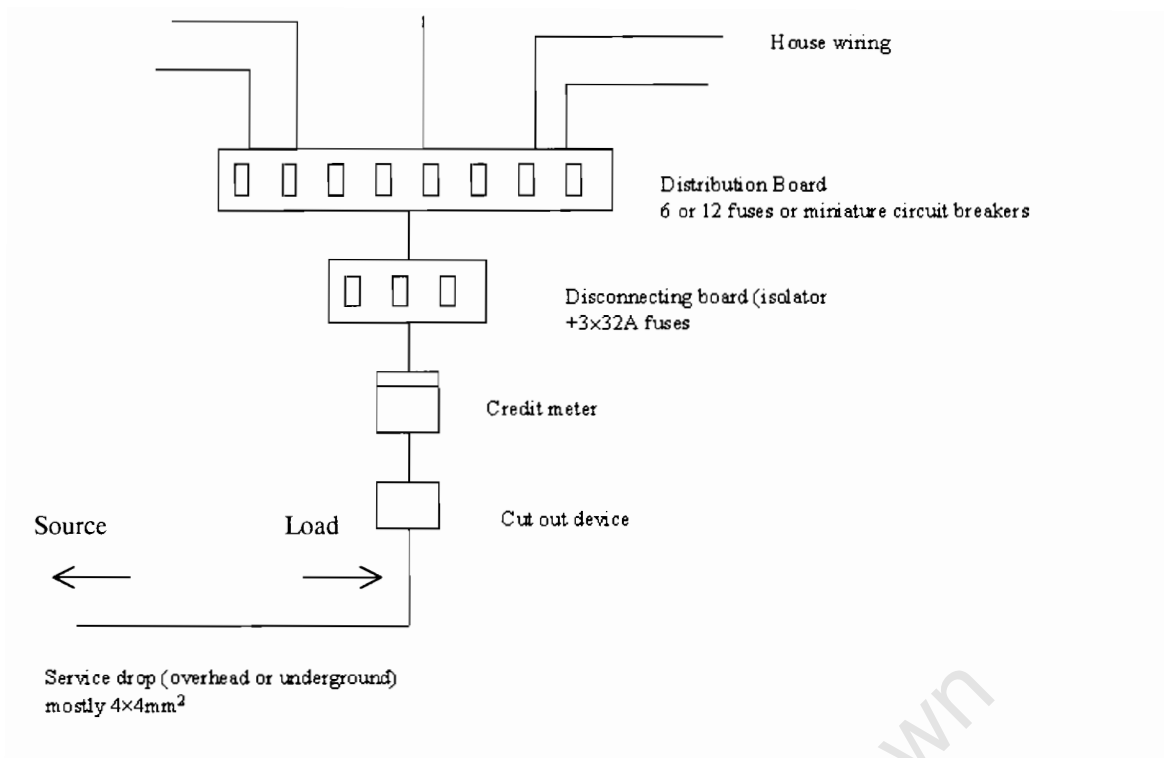 House wiring
Distribution Board
6 or 12 fuses or miniature circuit breakers
Disconnecting board (isolator
+3×32A fuses
Credit meter
Cut out device
Source Load
Service drop (overhead or underground)
mostly 4×4mm²
wn